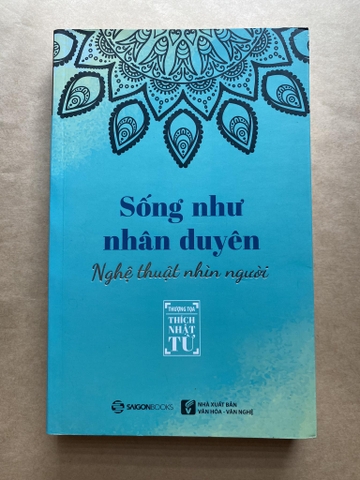 Sống như
nhân duyên
Nghệ thuật nhìn người
THƯỢNG TỌA
THÍCH
NHẬT
TỪ
SAIGONBOOKS
NHÀ XUẤT BẢN
VĂN HÓA - VĂN NGHỆ